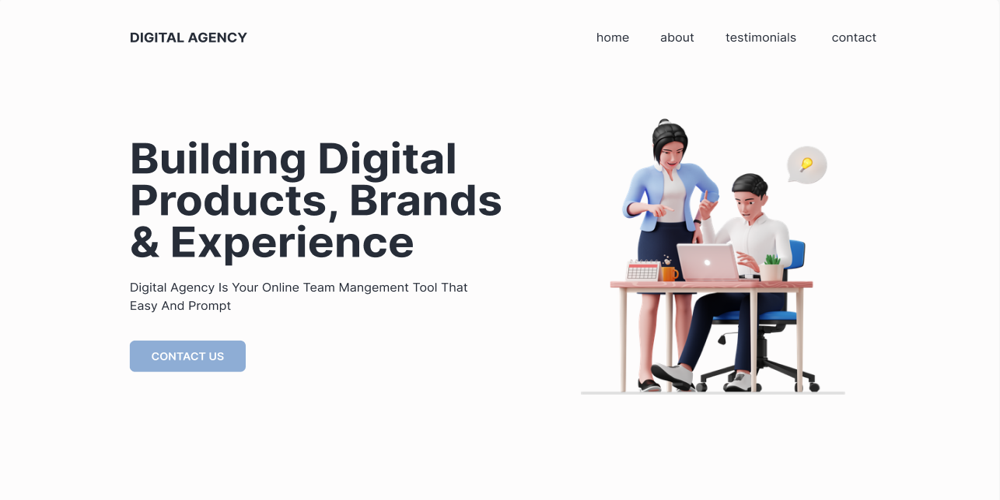 DIGITAL AGENCY
home about testimonials contact
Building Digital
Products, Brands
& Experience
Digital Agency Is Your Online Team Mangement Tool That
Easy And Prompt
CONTACT US